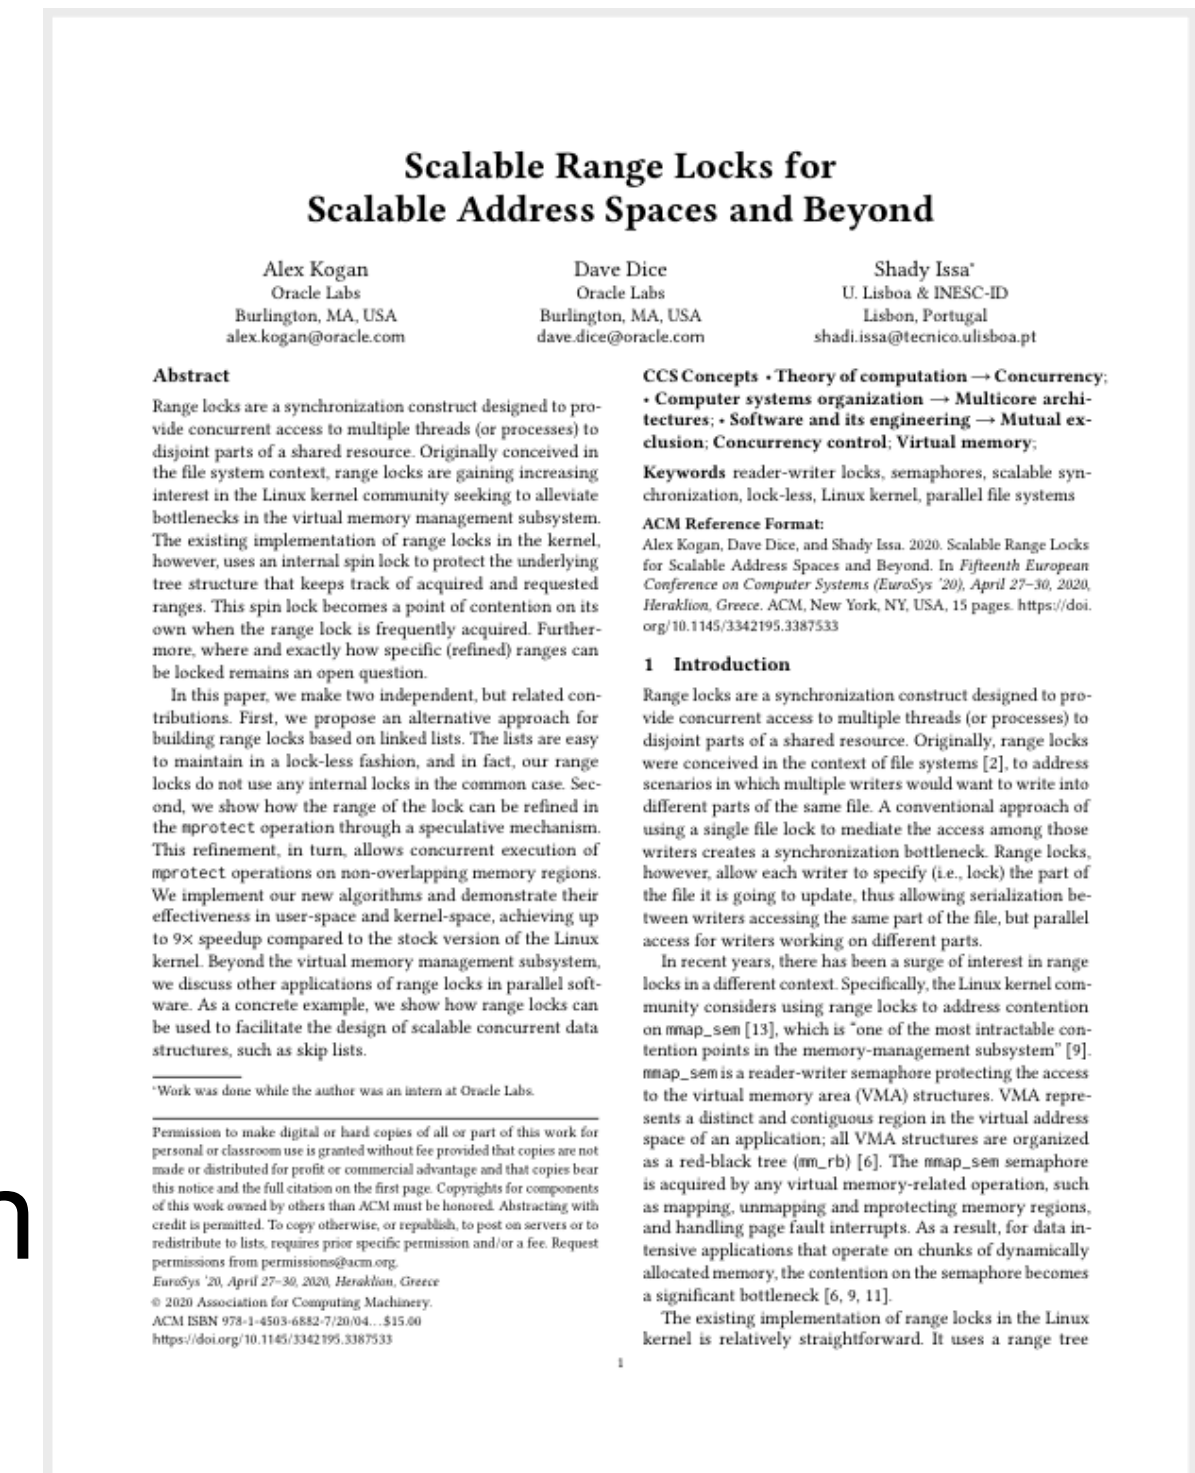 Scalable Range Locks for
Scalable Address Spaces and Beyond
Alex Kogan
Oracle Labs
Burlington, MA, USA
alex.kogan@oracle.com
Dave Dice
Oracle Labs
Burlington, MA, USA
dave.dice@oracle.com
Shady Issa*
U. Lisboa & INESC-ID
Lisbon, Portugal
shadi.issa@tecnico.ulisboa.pt
Abstract
Range locks are a synchronization construct designed to pro-
vide concurrent access to multiple threads (or processes) to
disjoint parts of a shared resource. Originally conceived in
the file system context, range locks are gaining increasing
interest in the Linux kernel community seeking to alleviate
bottlenecks in the virtual memory management subsystem.
The existing implementation of range locks in the kernel,
however, uses an internal spin lock to protect the underlying
tree structure that keeps track of acquired and requested
ranges. This spin lock becomes a point of contention on its
own when the range lock is frequently acquired. Further-
more, where and exactly how specific (refined) ranges can
be locked remains an open question.
In this paper, we make two independent, but related con-
tributions. First, we propose an alternative approach for
building range locks based on linked lists. The lists are easy
to maintain in a lock-less fashion, and in fact, our range
locks do not use any internal locks in the common case. Sec-
ond, we show how the range of the lock can be refined in
the mprotect operation through a speculative mechanism.
This refinement, in turn, allows concurrent execution of
mprotect operations on non-overlapping memory regions.
We implement our new algorithms and demonstrate their
effectiveness in user-space and kernel-space, achieving up
to 9× speedup compared to the stock version of the Linux
kernel. Beyond the virtual memory management subsystem,
we discuss other applications of range locks in parallel soft-
ware. As a concrete example, we show how range locks can
be used to facilitate the design of scalable concurrent data
structures, such as skip lists.
*Work was done while the author was an intern at Oracle Labs.
Permission to make digital or hard copies of all or part of this work for
personal or classroom use is granted without fee provided that copies are not
made or distributed for profit or commercial advantage and that copies bear
this notice and the full citation on the first page. Copyrights for components
of this work owned by others than ACM must be honored. Abstracting with
credit is permitted. To copy otherwise, or republish, to post on servers or to
redistribute to lists, requires prior specific permission and/or a fee. Request
permissions from permissions@acm.org.
EuroSys '20, April 27–30, 2020, Heraklion, Greece
© 2020 Association for Computing Machinery.
ACM ISBN 978-1-4503-6882-7/20/04...$15.00
https://doi.org/10.1145/3342195.3387533
CCS Concepts • Theory of computation → Concurrency;
• Computer systems organization → Multicore archi-
tectures; • Software and its engineering → Mutual ex-
clusion; Concurrency control; Virtual memory;
Keywords reader-writer locks, semaphores, scalable syn-
chronization, lock-less, Linux kernel, parallel file systems
ACM Reference Format:
Alex Kogan, Dave Dice, and Shady Issa. 2020. Scalable Range Locks
for Scalable Address Spaces and Beyond. In Fifteenth European
Conference on Computer Systems (EuroSys '20), April 27–30, 2020,
Heraklion, Greece. ACM, New York, NY, USA, 15 pages. https://doi.
org/10.1145/3342195.3387533
1 Introduction
Range locks are a synchronization construct designed to pro-
vide concurrent access to multiple threads (or processes) to
disjoint parts of a shared resource. Originally, range locks
were conceived in the context of file systems [2], to address
scenarios in which multiple writers would want to write into
different parts of the same file. A conventional approach of
using a single file lock to mediate the access among those
writers creates a synchronization bottleneck. Range locks,
however, allow each writer to specify (i.e., lock) the part of
the file it is going to update, thus allowing serialization be-
tween writers accessing the same part of the file, but parallel
access for writers working on different parts.
In recent years, there has been a surge of interest in range
locks in a different context. Specifically, the Linux kernel com-
munity considers using range locks to address contention
on mmap_sem [13], which is "one of the most intractable con-
tention points in the memory-management subsystem" [9].
mmap_sem is a reader-writer semaphore protecting the access
to the virtual memory area (VMA) structures. VMA repre-
sents a distinct and contiguous region in the virtual address
space of an application; all VMA structures are organized
as a red-black tree (mm_rb) [6]. The mmap_sem semaphore
is acquired by any virtual memory-related operation, such
as mapping, unmapping and mprotecting memory regions,
and handling page fault interrupts. As a result, for data in-
tensive applications that operate on chunks of dynamically
allocated memory, the contention on the semaphore becomes
a significant bottleneck [6, 9, 11].
The existing implementation of range locks in the Linux
kernel is relatively straightforward. It uses a range tree
1
n